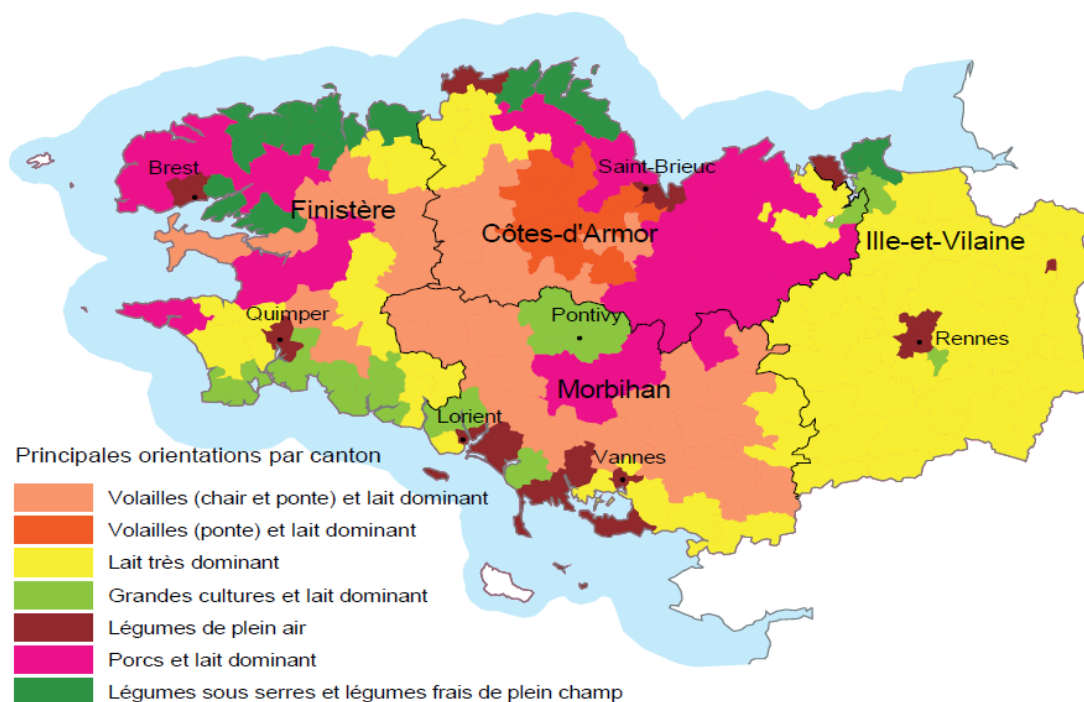 Brest
Saint-Brieuc
Finistère
Côtes-d'Armor
Ille-et-Vilaine
Quimper
Pontivy
Rennes
Morbihan
Lorient
Vannes
Principales orientations par canton
Volailles (chair et ponte) et lait dominant
Volailles (ponte) et lait dominant
Lait très dominant
Grandes cultures et lait dominant
Légumes de plein air
Porcs et lait dominant
Légumes sous serres et légumes frais de plein champ